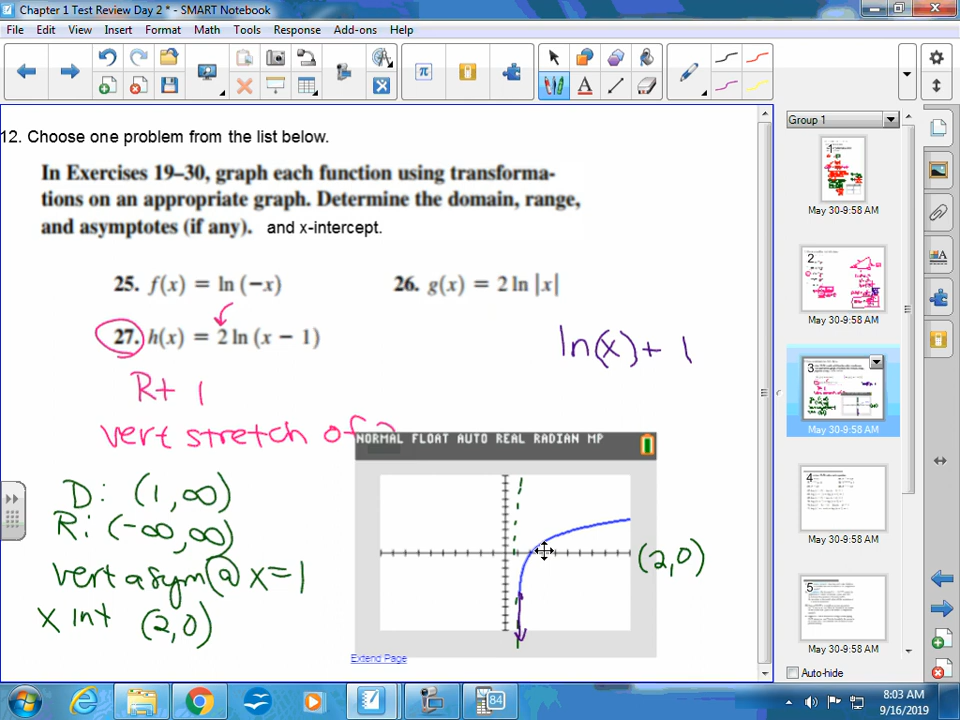 Chapter 1 Test Review Day 2 * - SMART Notebook
File Edit View Insert Format Math Tools Response Add-ons Help
12. Choose one problem from the list below.
In Exercises 19–30, graph each function using transforma-
tions on an appropriate graph. Determine the domain, range,
and asymptotes (if any). and x-intercept.
25. f(x) = ln (−x) 26. g(x) = 2 ln |x|
27. h(x) = 2 ln (x − 1)
ln(x) + 1
R+ 1
vert stretch of 2
NORMAL FLOAT AUTO REAL RADIAN MP
D: (1, ∞)
R: (-∞, ∞)
vert asym @ x=1
x int (2,0)
(2,0)
Extend Page
Group 1
1
May 30-9:58 AM
2
May 30-9:58 AM
3
May 30-9:58 AM
4
May 30-9:58 AM
5
May 30-9:58 AM
Auto-hide
84
8:03 AM
9/16/2019